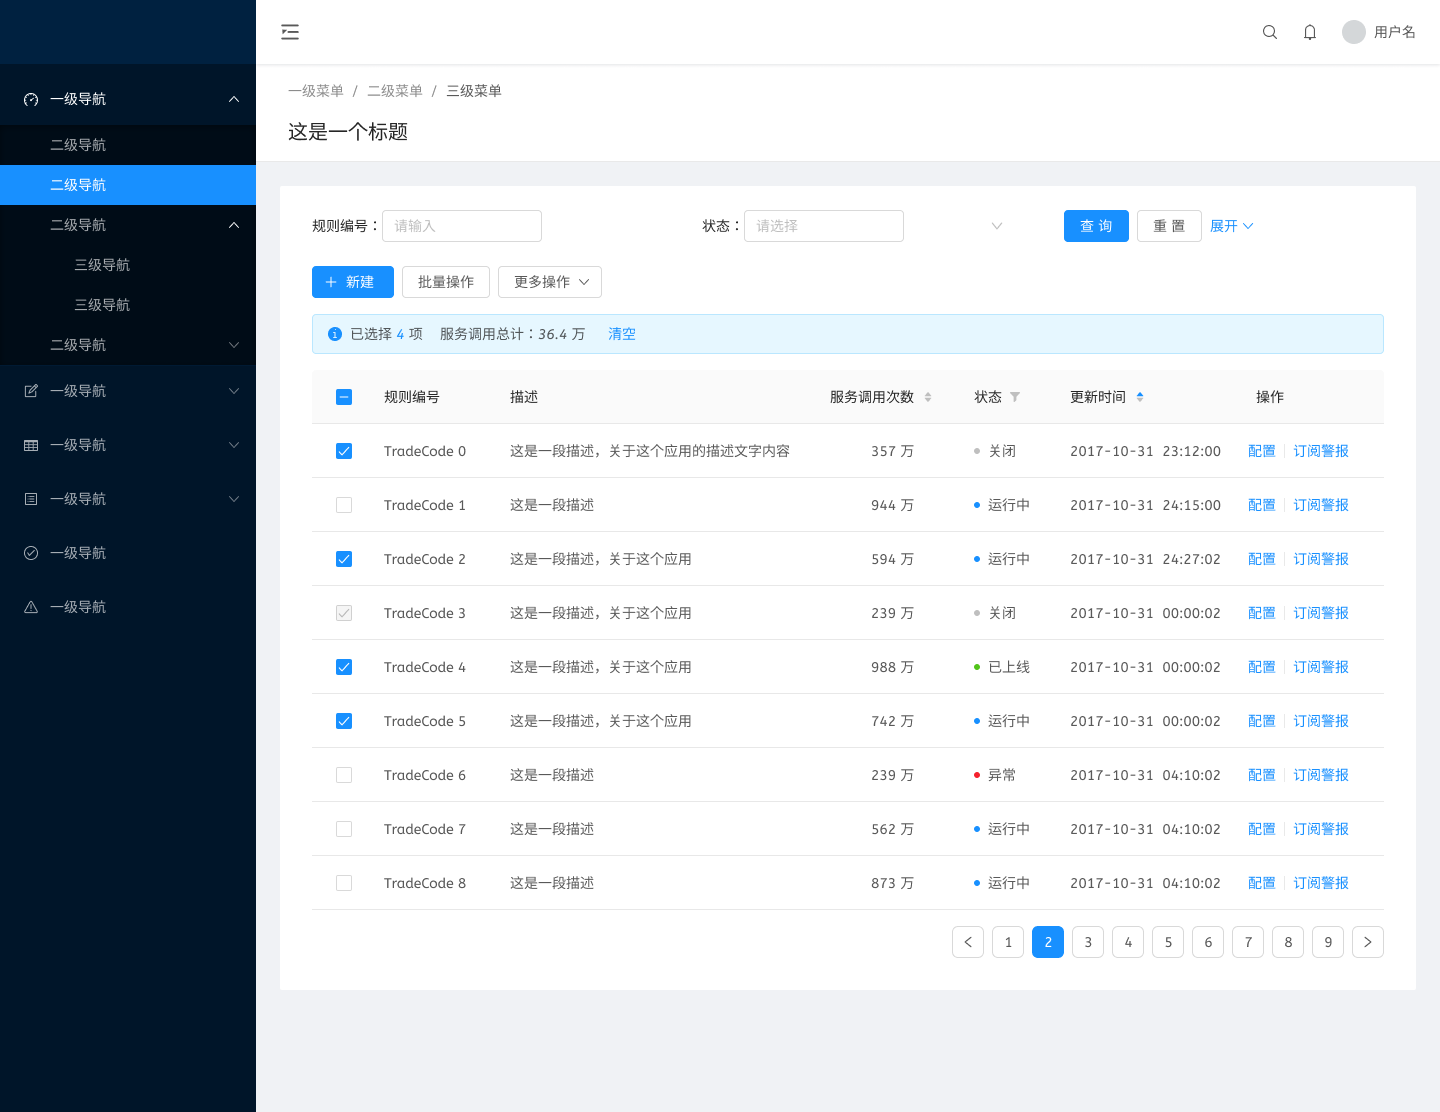 用户名
一级导航
二级导航
二级导航
二级导航
三级导航
三级导航
二级导航
一级导航
一级导航
一级导航
一级导航
一级导航
一级菜单 / 二级菜单 / 三级菜单
这是一个标题
规则编号： 请输入 状态： 请选择 查 询 重 置 展开
新建 批量操作 更多操作
已选择 4 项 服务调用总计：36.4 万 清空
规则编号 描述 服务调用次数 状态 更新时间 操作
TradeCode 0 这是一段描述，关于这个应用的描述文字内容 357 万 关闭 2017-10-31 23:12:00 配置 订阅警报
TradeCode 1 这是一段描述 944 万 运行中 2017-10-31 24:15:00 配置 订阅警报
TradeCode 2 这是一段描述，关于这个应用 594 万 运行中 2017-10-31 24:27:02 配置 订阅警报
TradeCode 3 这是一段描述，关于这个应用 239 万 关闭 2017-10-31 00:00:02 配置 订阅警报
TradeCode 4 这是一段描述，关于这个应用 988 万 已上线 2017-10-31 00:00:02 配置 订阅警报
TradeCode 5 这是一段描述，关于这个应用 742 万 运行中 2017-10-31 00:00:02 配置 订阅警报
TradeCode 6 这是一段描述 239 万 异常 2017-10-31 04:10:02 配置 订阅警报
TradeCode 7 这是一段描述 562 万 运行中 2017-10-31 04:10:02 配置 订阅警报
TradeCode 8 这是一段描述 873 万 运行中 2017-10-31 04:10:02 配置 订阅警报
1 2 3 4 5 6 7 8 9